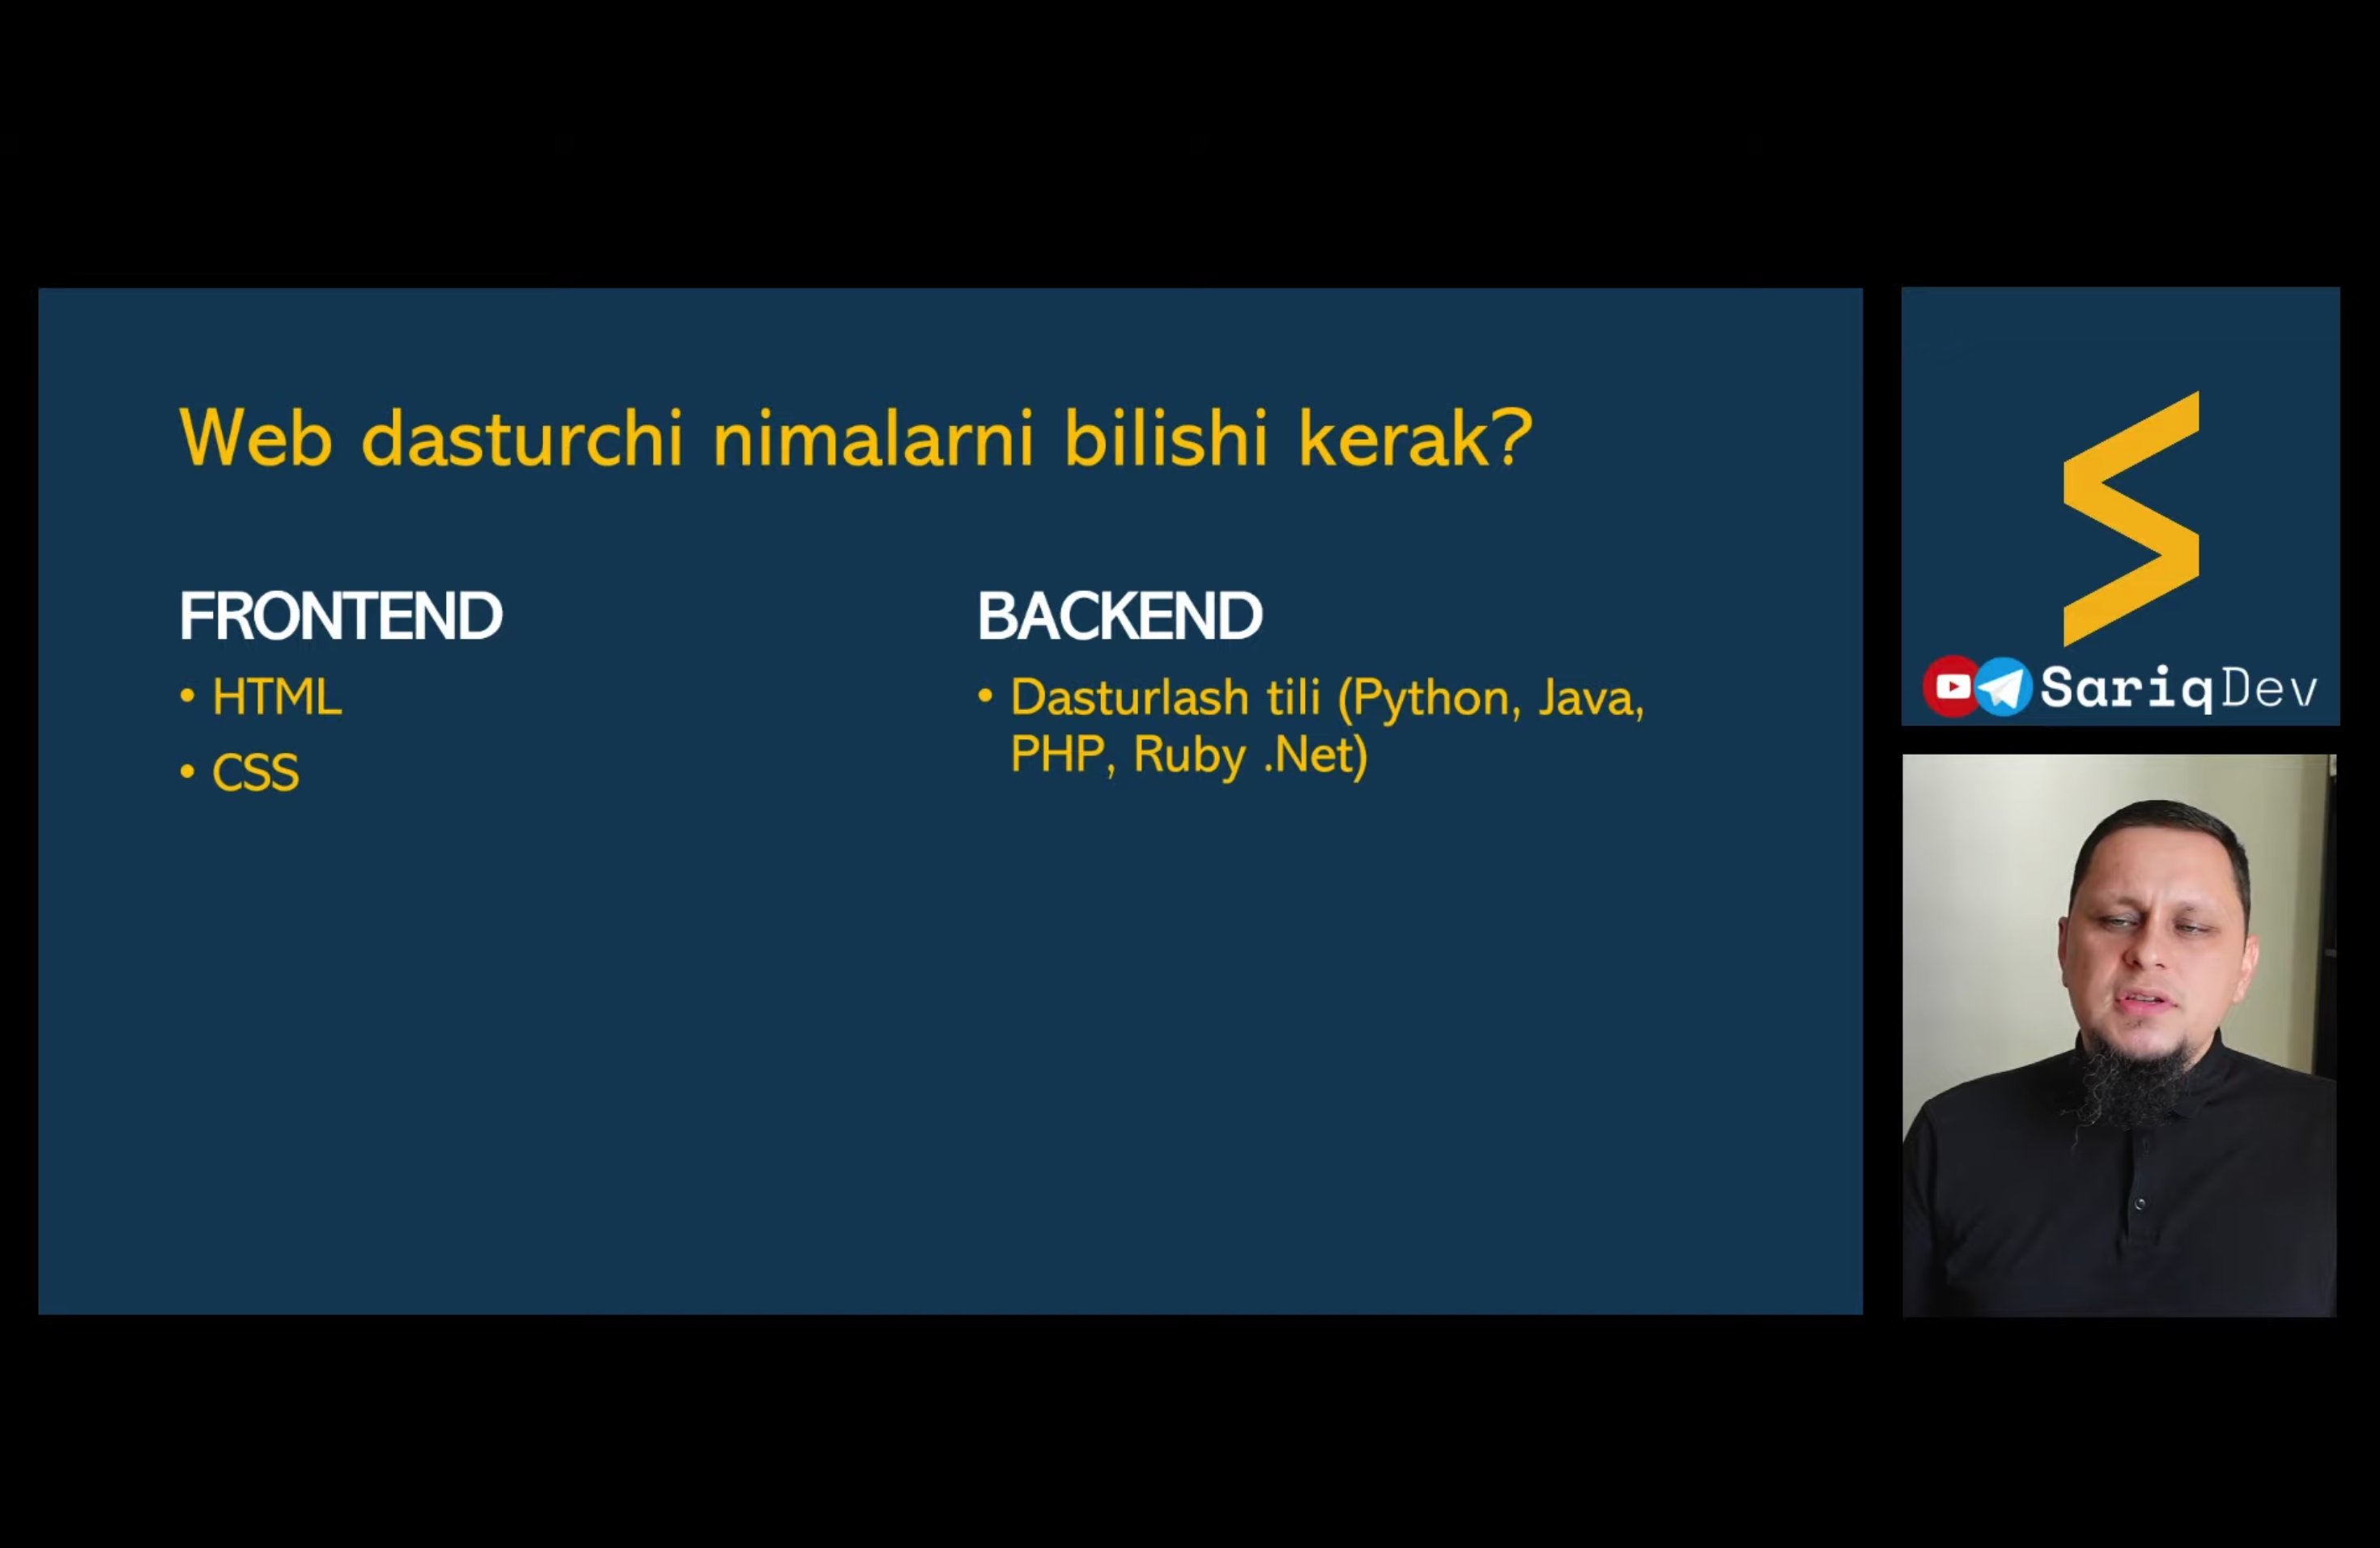 Web dasturchi nimalarni bilishi kerak?
FRONTEND
• HTML
• CSS
BACKEND
• Dasturlash tili (Python, Java,
PHP, Ruby .Net)
SariqDev